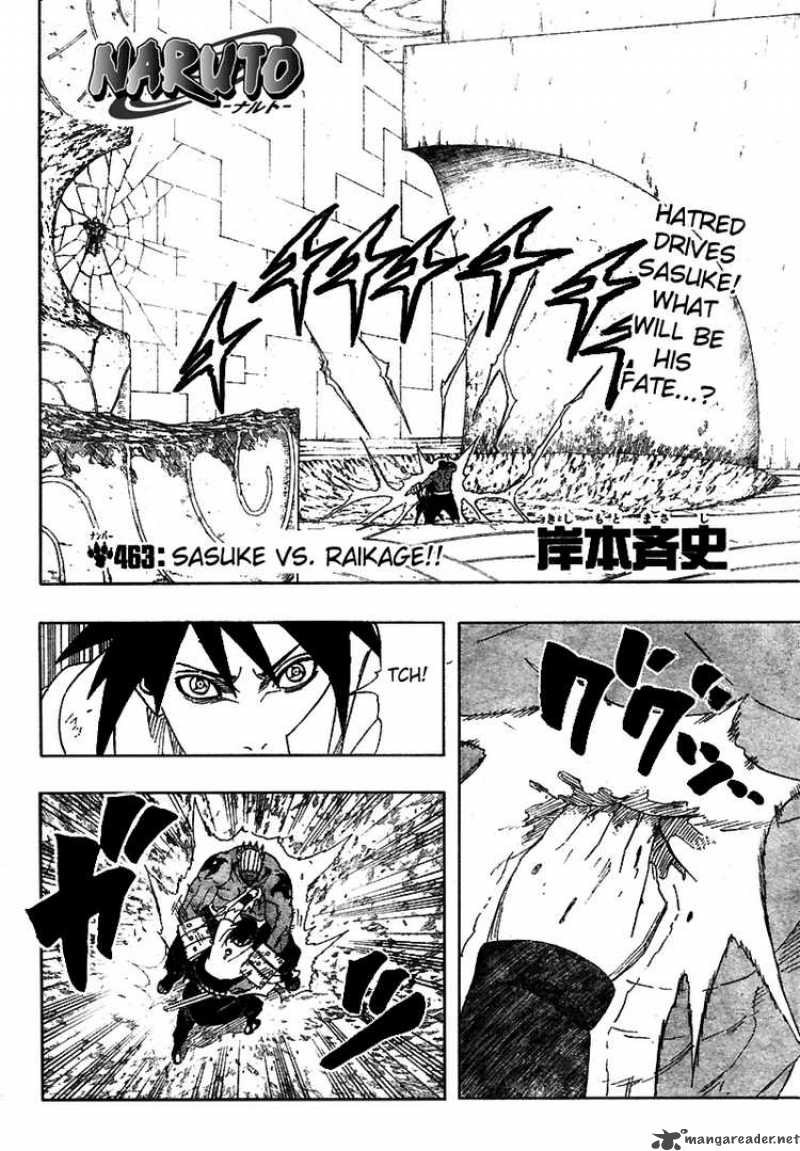 NARUTO
-ナルト-
HATRED
DRIVES
SASUKE!
WHAT
WILL BE
HIS
FATE...?
ナンバー
463: SASUKE VS. RAIKAGE!!
きし もと まさ し
岸本斉史
TCH!
ググッ…
ガッ
mangareader.net